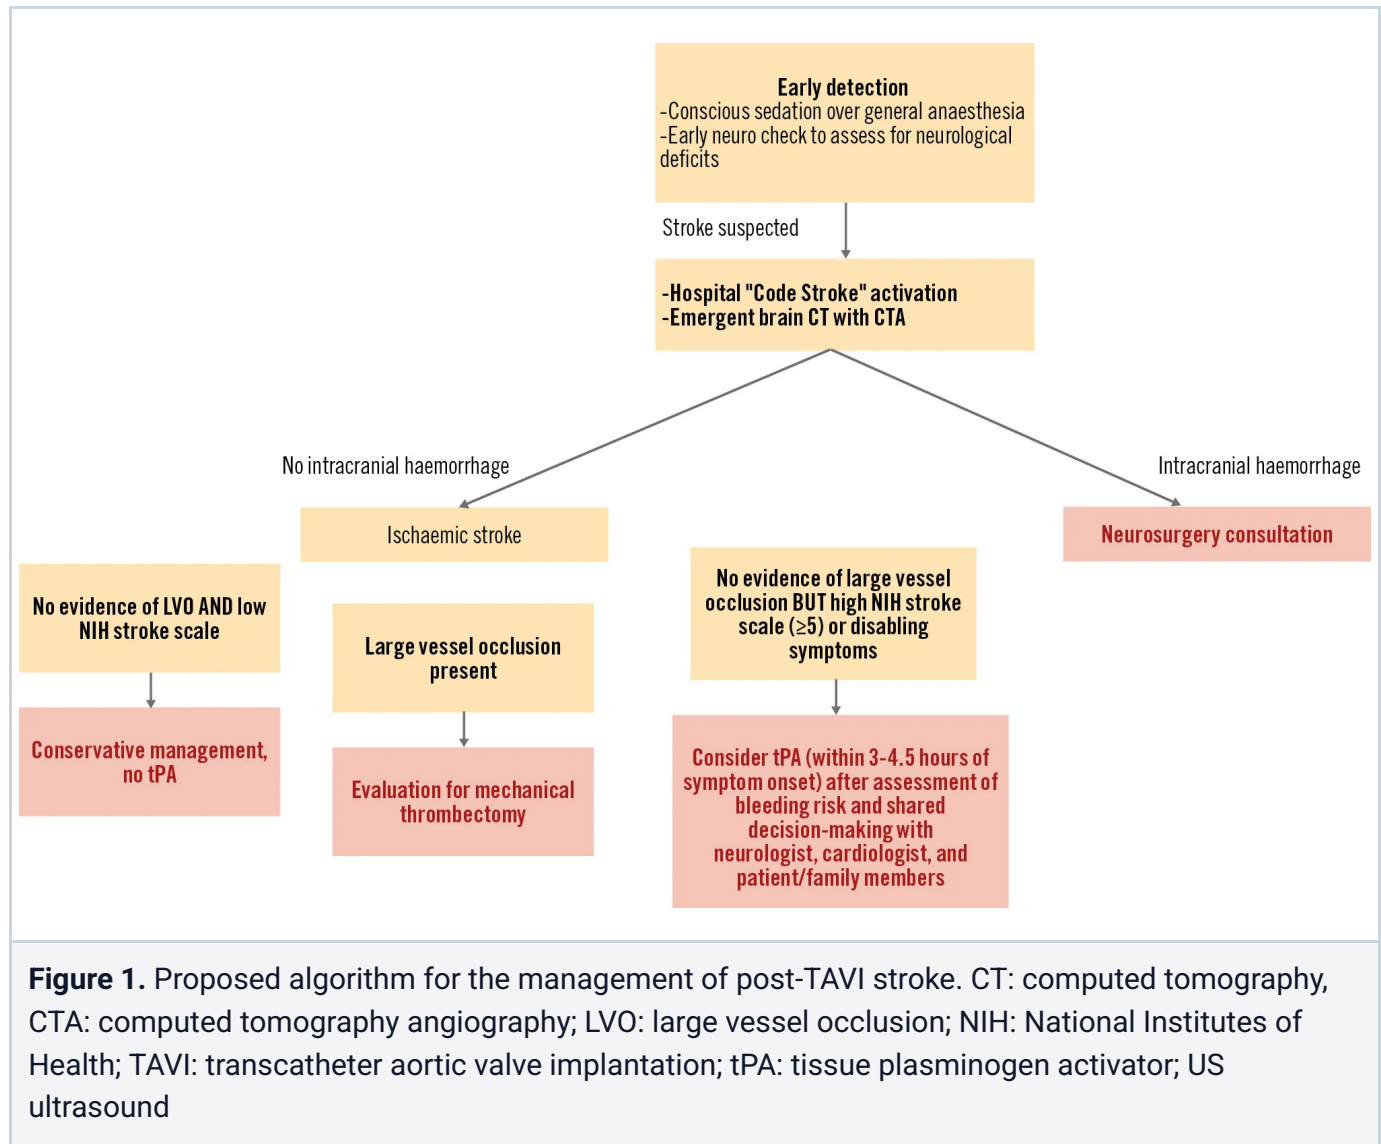 Early detection
-Conscious sedation over general anaesthesia
-Early neuro check to assess for neurological
deficits
Stroke suspected
-Hospital "Code Stroke" activation
-Emergent brain CT with CTA
No intracranial haemorrhage
Intracranial haemorrhage
Ischaemic stroke
Neurosurgery consultation
No evidence of LVO AND low
NIH stroke scale
Conservative management,
no tPA
Large vessel occlusion
present
Evaluation for mechanical
thrombectomy
No evidence of large vessel
occlusion BUT high NIH stroke
scale (≥5) or disabling
symptoms
Consider tPA (within 3-4.5 hours of
symptom onset) after assessment of
bleeding risk and shared
decision-making with
neurologist, cardiologist, and
patient/family members
Figure 1. Proposed algorithm for the management of post-TAVI stroke. CT: computed tomography,
CTA: computed tomography angiography; LVO: large vessel occlusion; NIH: National Institutes of
Health; TAVI: transcatheter aortic valve implantation; tPA: tissue plasminogen activator; US
ultrasound